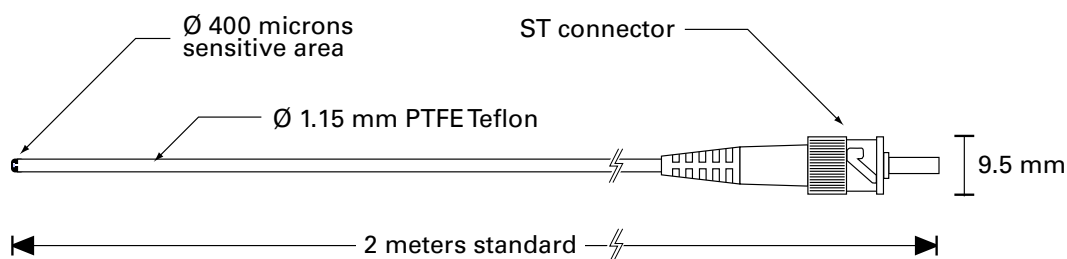 Ø 400 microns
sensitive area
ST connector
Ø 1.15 mm PTFE Teflon
9.5 mm
2 meters standard